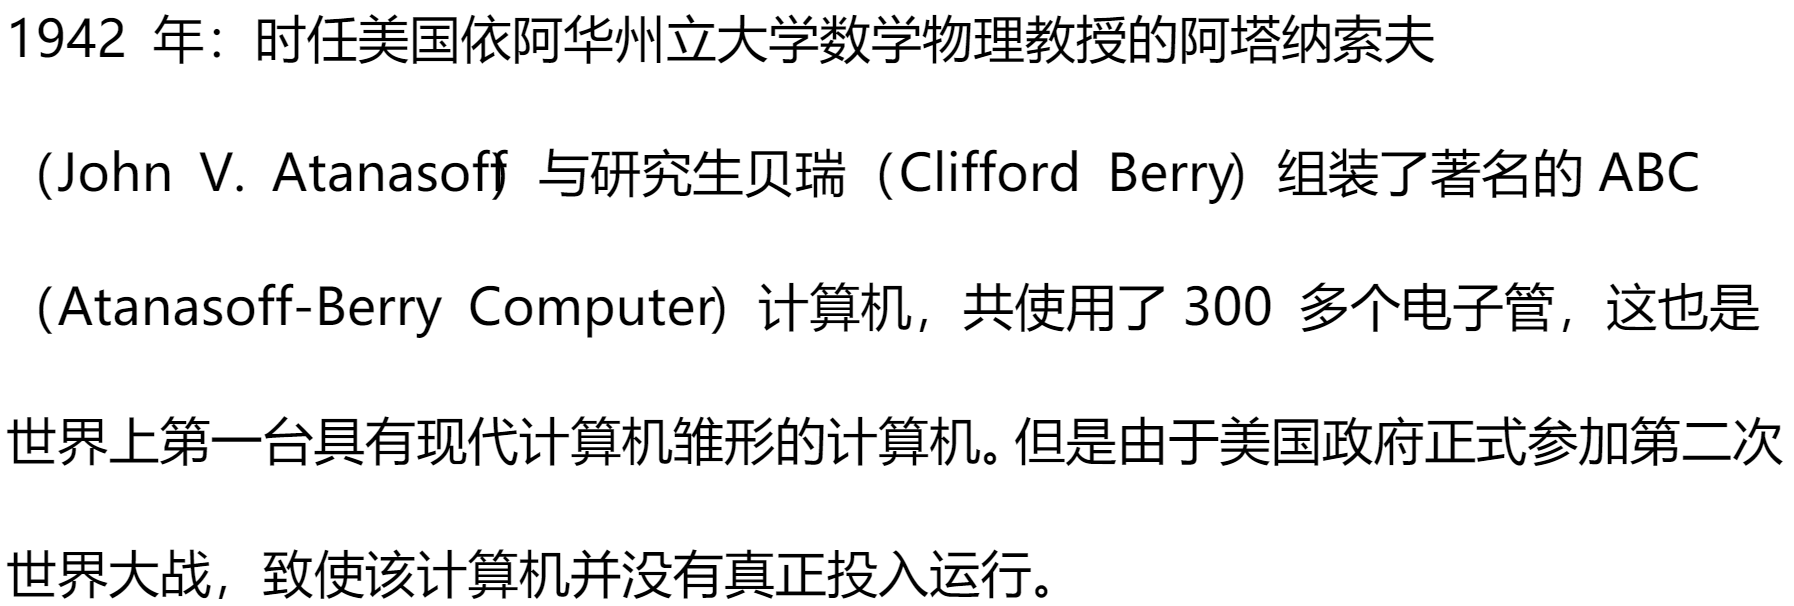 1942 年：时任美国依阿华州立大学数学物理教授的阿塔纳索夫
（John V. Atanasoff）与研究生贝瑞（Clifford Berry）组装了著名的 ABC
（Atanasoff-Berry Computer）计算机，共使用了 300 多个电子管，这也是
世界上第一台具有现代计算机雏形的计算机。但是由于美国政府正式参加第二次
世界大战，致使该计算机并没有真正投入运行。